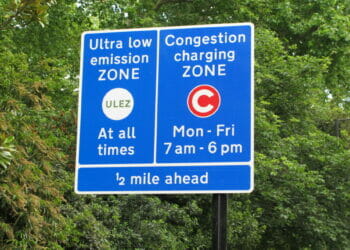 Ultra low
emission
ZONE
ULEZ
At all
times
Congestion
charging
ZONE
C
Mon - Fri
7 am - 6 pm
½ mile ahead